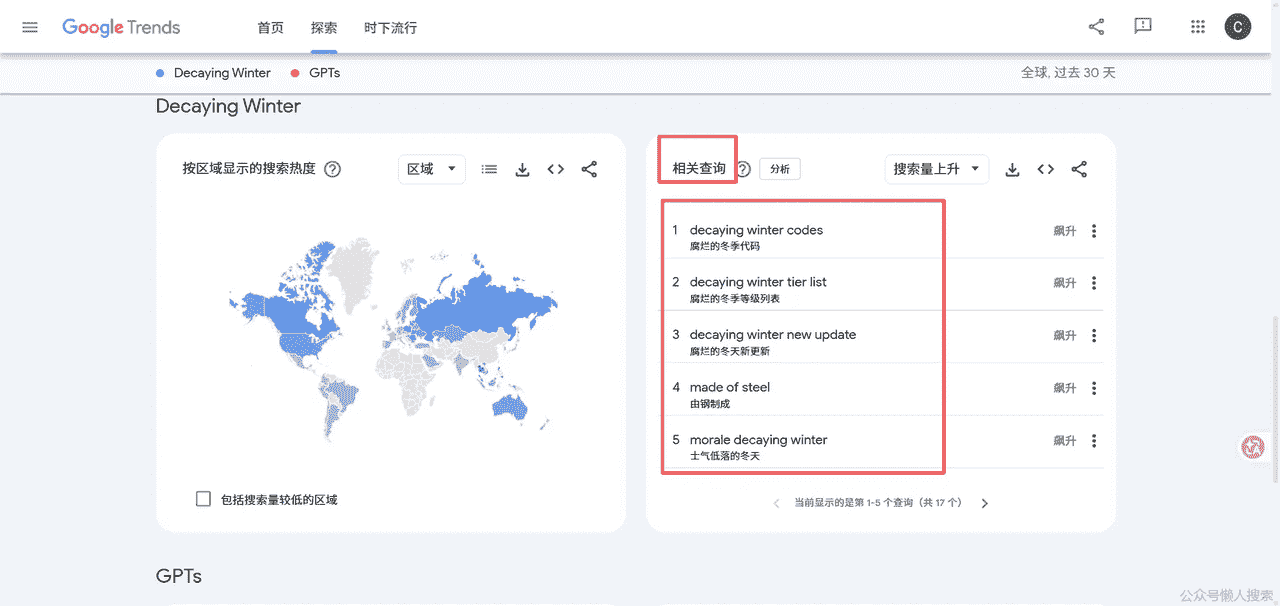 Google Trends
首页 探索 时下流行
C
Decaying Winter GPTs
全球, 过去 30 天
Decaying Winter
按区域显示的搜索热度
区域
相关查询
分析
搜索量上升
1 decaying winter codes 飙升
腐烂的冬季代码
2 decaying winter tier list 飙升
腐烂的冬季等级列表
3 decaying winter new update 飙升
腐烂的冬天新更新
4 made of steel 飙升
由钢制成
5 morale decaying winter 飙升
士气低落的冬天
包括搜索量较低的区域
当前显示的是第 1-5 个查询（共 17 个）
GPTs
公众号懒人搜索